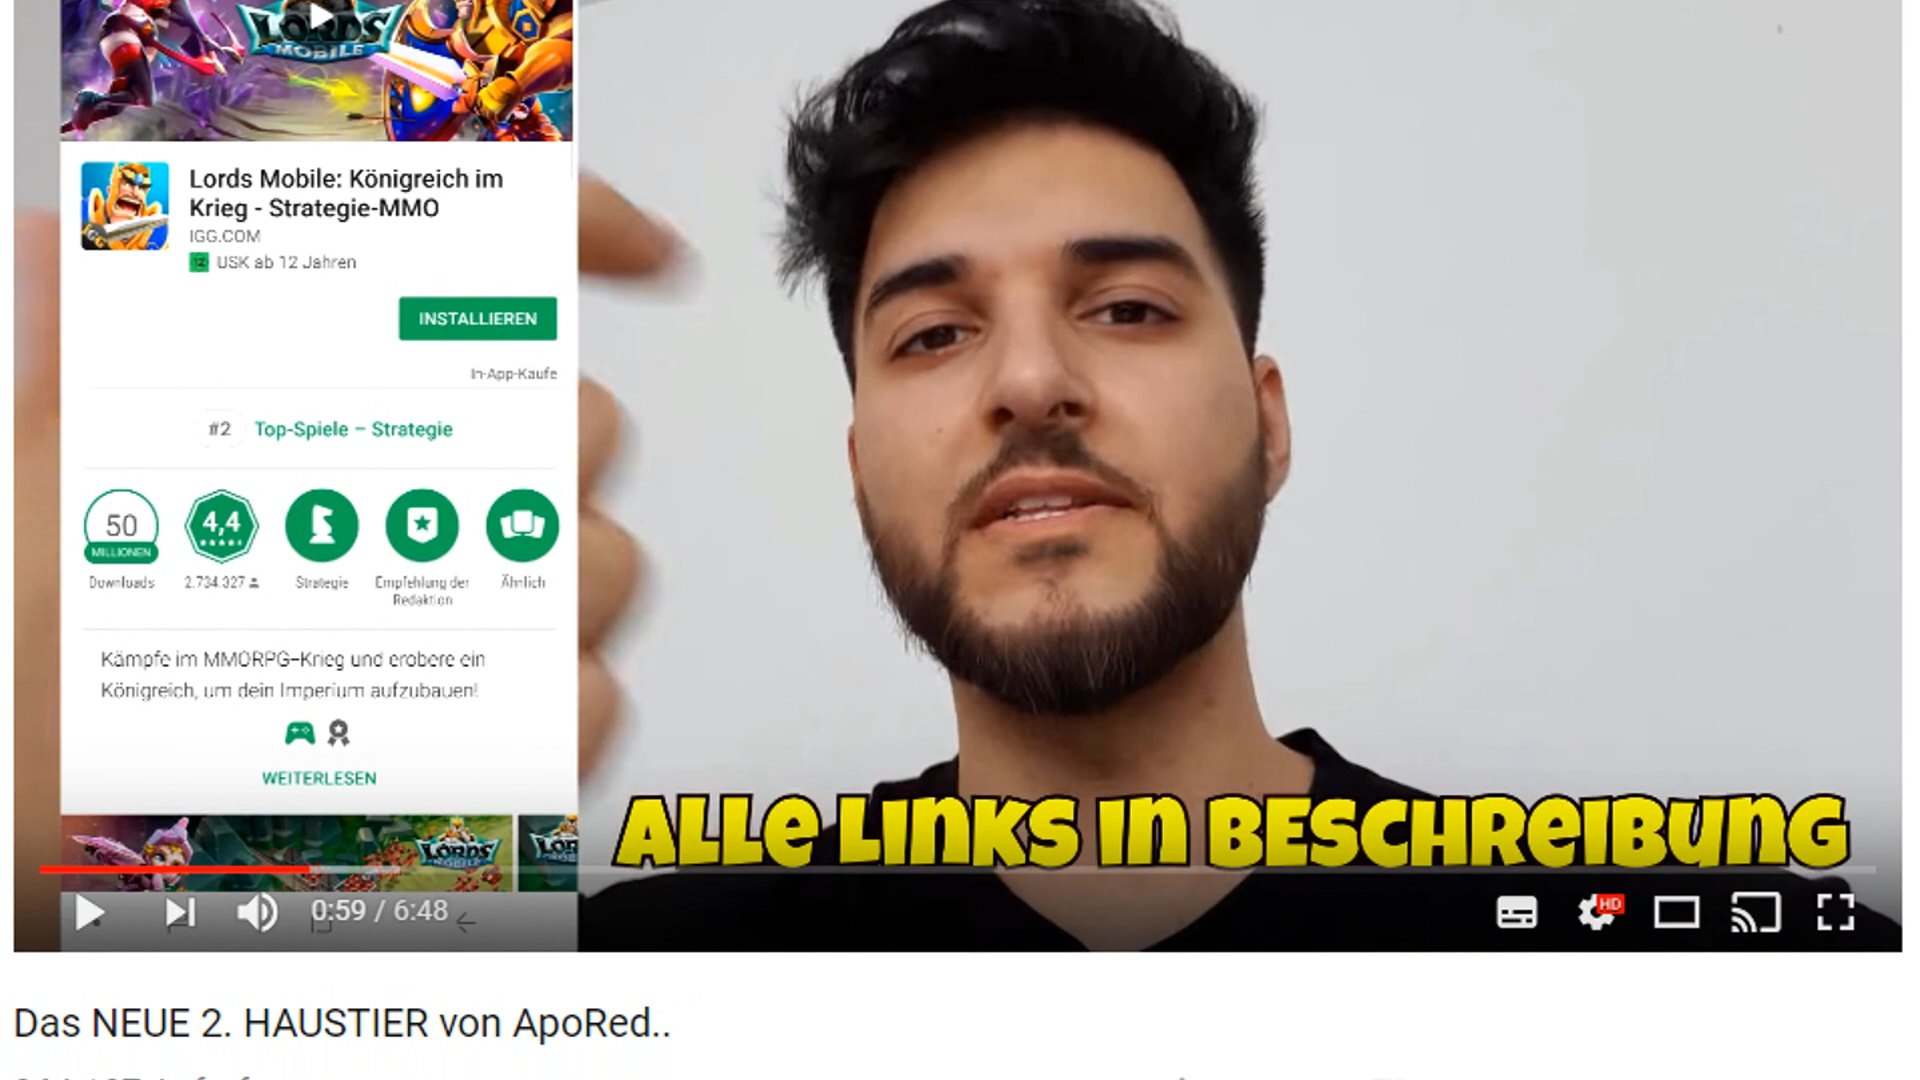 LORDS
MOBILE
Lords Mobile: Königreich im
Krieg - Strategie-MMO
IGG.COM
12 USK ab 12 Jahren
INSTALLIEREN
In-App-Käufe
#2 Top-Spiele – Strategie
50
MILLIONEN
Downloads
4,4
2.734.327
Strategie
Empfehlung der
Redaktion
Ähnlich
Kämpfe im MMORPG-Krieg und erobere ein
Königreich, um dein Imperium aufzubauen!
WEITERLESEN
LORDS
MOBILE
ALLE LINKS IN BESCHREIBUNG
0:59 / 6:48
HD
Das NEUE 2. HAUSTIER von ApoRed..